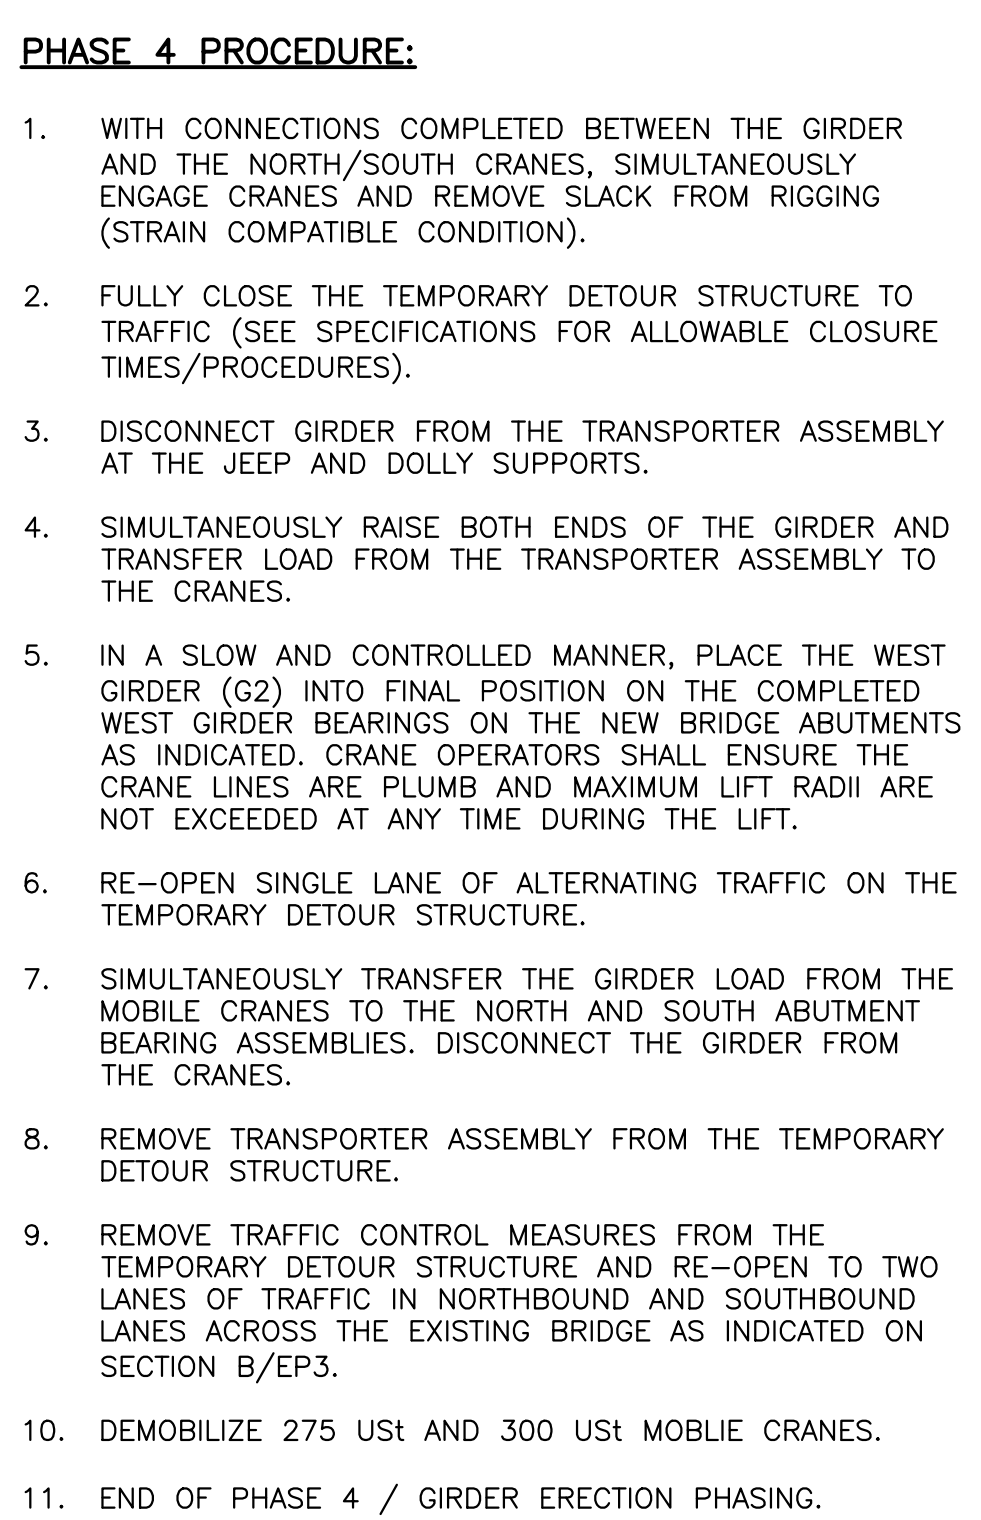 PHASE 4 PROCEDURE:
1. WITH CONNECTIONS COMPLETED BETWEEN THE GIRDER
AND THE NORTH/SOUTH CRANES, SIMULTANEOUSLY
ENGAGE CRANES AND REMOVE SLACK FROM RIGGING
(STRAIN COMPATIBLE CONDITION).
2. FULLY CLOSE THE TEMPORARY DETOUR STRUCTURE TO
TRAFFIC (SEE SPECIFICATIONS FOR ALLOWABLE CLOSURE
TIMES/PROCEDURES).
3. DISCONNECT GIRDER FROM THE TRANSPORTER ASSEMBLY
AT THE JEEP AND DOLLY SUPPORTS.
4. SIMULTANEOUSLY RAISE BOTH ENDS OF THE GIRDER AND
TRANSFER LOAD FROM THE TRANSPORTER ASSEMBLY TO
THE CRANES.
5. IN A SLOW AND CONTROLLED MANNER, PLACE THE WEST
GIRDER (G2) INTO FINAL POSITION ON THE COMPLETED
WEST GIRDER BEARINGS ON THE NEW BRIDGE ABUTMENTS
AS INDICATED. CRANE OPERATORS SHALL ENSURE THE
CRANE LINES ARE PLUMB AND MAXIMUM LIFT RADII ARE
NOT EXCEEDED AT ANY TIME DURING THE LIFT.
6. RE-OPEN SINGLE LANE OF ALTERNATING TRAFFIC ON THE
TEMPORARY DETOUR STRUCTURE.
7. SIMULTANEOUSLY TRANSFER THE GIRDER LOAD FROM THE
MOBILE CRANES TO THE NORTH AND SOUTH ABUTMENT
BEARING ASSEMBLIES. DISCONNECT THE GIRDER FROM
THE CRANES.
8. REMOVE TRANSPORTER ASSEMBLY FROM THE TEMPORARY
DETOUR STRUCTURE.
9. REMOVE TRAFFIC CONTROL MEASURES FROM THE
TEMPORARY DETOUR STRUCTURE AND RE-OPEN TO TWO
LANES OF TRAFFIC IN NORTHBOUND AND SOUTHBOUND
LANES ACROSS THE EXISTING BRIDGE AS INDICATED ON
SECTION B/EP3.
10. DEMOBILIZE 275 USt AND 300 USt MOBLIE CRANES.
11. END OF PHASE 4 / GIRDER ERECTION PHASING.